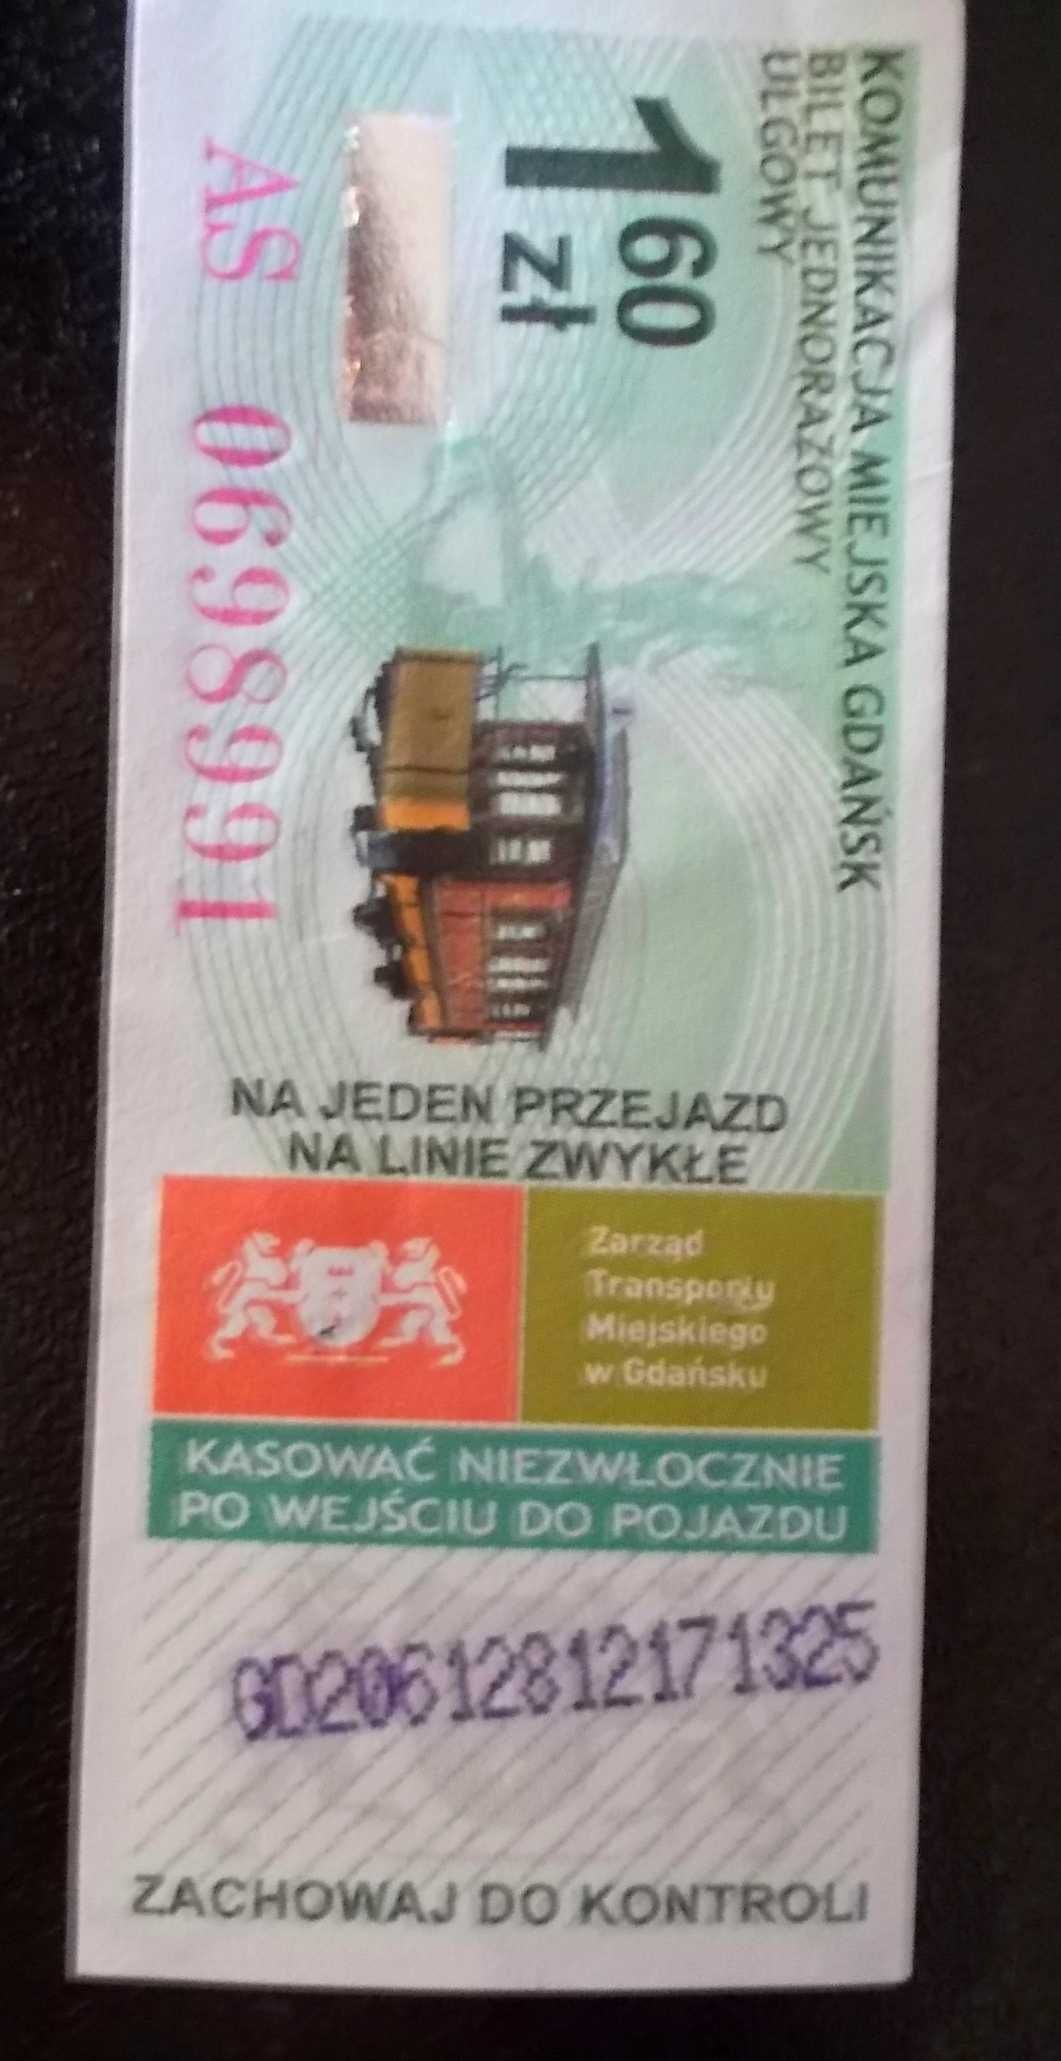 KOMUNIKACJA MIEJSKA GDAŃSK
BILET JEDNORAZOWY
ULGOWY
1 60 zł
AS 0698991
NA JEDEN PRZEJAZD
NA LINIE ZWYKŁE
Zarząd
Transportu
Miejskiego
w Gdańsku
KASOWAĆ NIEZWŁOCZNIE
PO WEJŚCIU DO POJAZDU
GD20612812171325
ZACHOWAJ DO KONTROLI